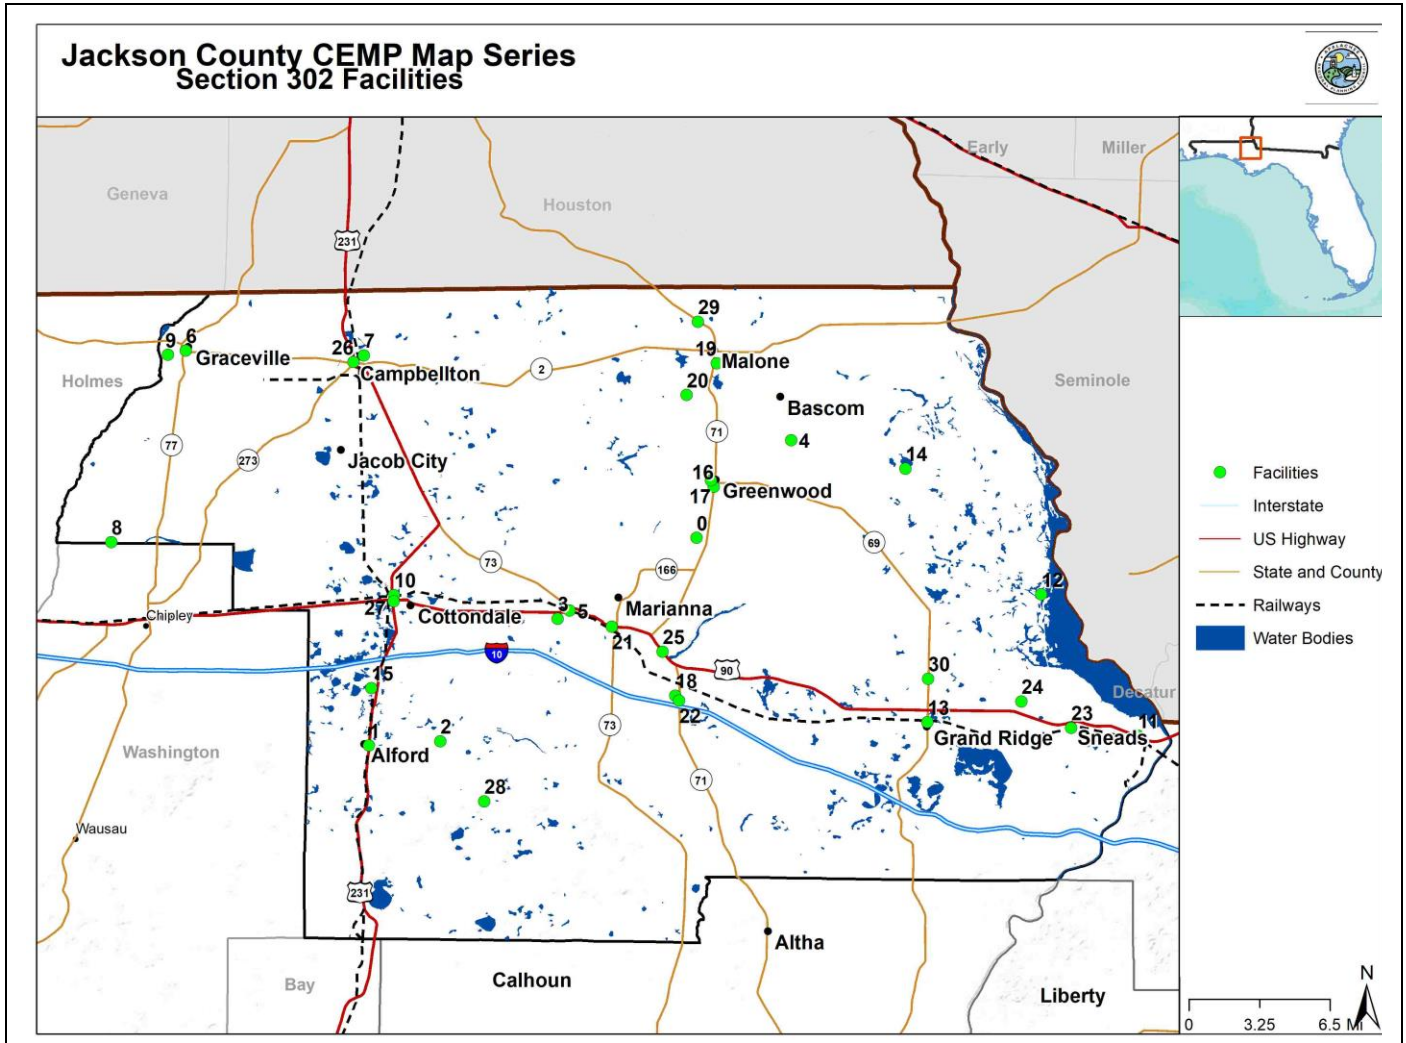 Jackson County CEMP Map Series
Section 302 Facilities
Early
Miller
Geneva
Houston
231
29
9
6
Graceville
26
7
Campbellton
19
Malone
2
20
Holmes
Seminole
Bascom
77
273
71
4
14
Jacob City
16
Greenwood
17
8
0
69
73
166
10
12
27
Cottondale
3
5
Marianna
Chipley
21
25
10
90
15
18
30
24
Decatur
22
13
23
11
73
Grand Ridge
Sneads
1
2
Alford
Washington
28
71
Wausau
231
Altha
Bay
Calhoun
Liberty
Facilities
Interstate
US Highway
State and County
Railways
Water Bodies
N
0
3.25
6.5 Mi